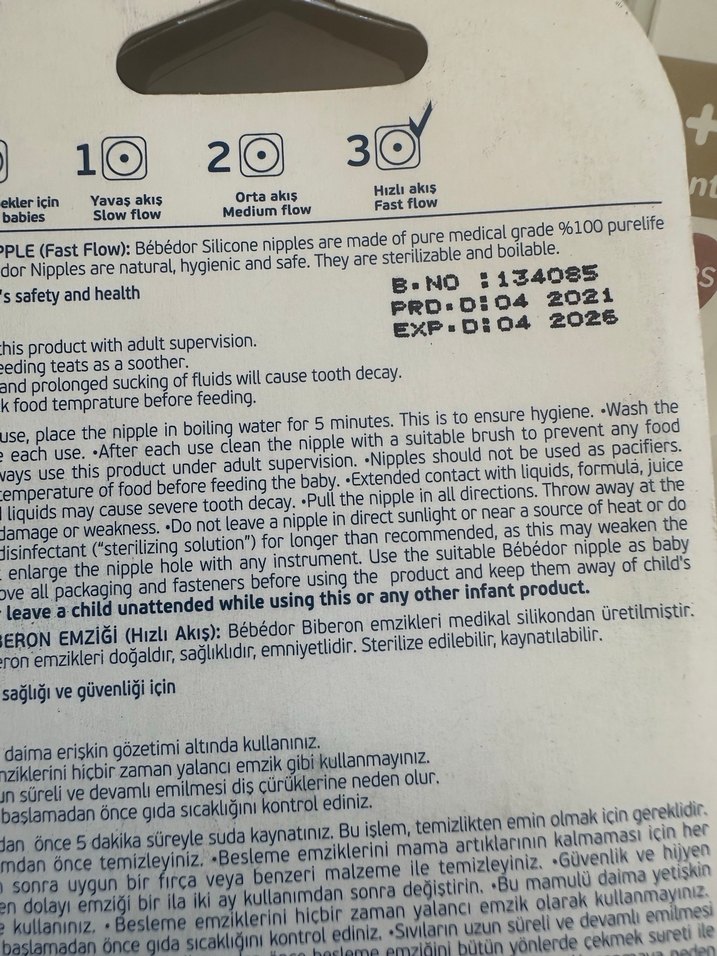 1
2
3
ekler için
babies
Yavaş akış
Slow flow
Orta akış
Medium flow
Hızlı akış
Fast flow
PPLE (Fast Flow): Bébédor Silicone nipples are made of pure medical grade %100 purelife
dor Nipples are natural, hygienic and safe. They are sterilizable and boilable.
's safety and health
B.NO :134085
PRD.D:04 2021
EXP.D:04 2026
this product with adult supervision.
eeding teats as a soother.
and prolonged sucking of fluids will cause tooth decay.
k food temprature before feeding.
use, place the nipple in boiling water for 5 minutes. This is to ensure hygiene. •Wash the
e each use. •After each use clean the nipple with a suitable brush to prevent any food
ways use this product under adult supervision. •Nipples should not be used as pacifiers.
temperature of food before feeding the baby. •Extended contact with liquids, formula, juice
liquids may cause severe tooth decay. •Pull the nipple in all directions. Throw away at the
damage or weakness. •Do not leave a nipple in direct sunlight or near a source of heat or do
disinfectant ("sterilizing solution") for longer than recommended, as this may weaken the
enlarge the nipple hole with any instrument. Use the suitable Bébédor nipple as baby
ove all packaging and fasteners before using the product and keep them away of child's
leave a child unattended while using this or any other infant product.
BERON EMZİĞİ (Hızlı Akış): Bébédor Biberon emzikleri medikal silikondan üretilmiştir.
eron emzikleri doğaldır, sağlıklıdır, emniyetlidir. Sterilize edilebilir, kaynatılabilir.
sağlığı ve güvenliği için
daima erişkin gözetimi altında kullanınız.
mziklerini hiçbir zaman yalancı emzik gibi kullanmayınız.
un süreli ve devamlı emilmesi diş çürüklerine neden olur.
başlamadan önce gıda sıcaklığını kontrol ediniz.
dan önce 5 dakika süreyle suda kaynatınız. Bu işlem, temizlikten emin olmak için gereklidir.
mdan önce temizleyiniz. •Besleme emziklerini mama artıklarının kalmaması için her
sonra uygun bir fırça veya benzeri malzeme ile temizleyiniz. •Güvenlik ve hijyen
en dolayı emziği bir ila iki ay kullanımdan sonra değiştirin. •Bu mamulü daima yetişkin
e kullanınız. •Besleme emziklerini hiçbir zaman yalancı emzik olarak kullanmayınız.
başlamadan önce gıda sıcaklığını kontrol ediniz. •Sıvıların uzun süreli ve devamlı emilmesi
önce besleme emziğini bütün yönlerde çekmek sureti ile